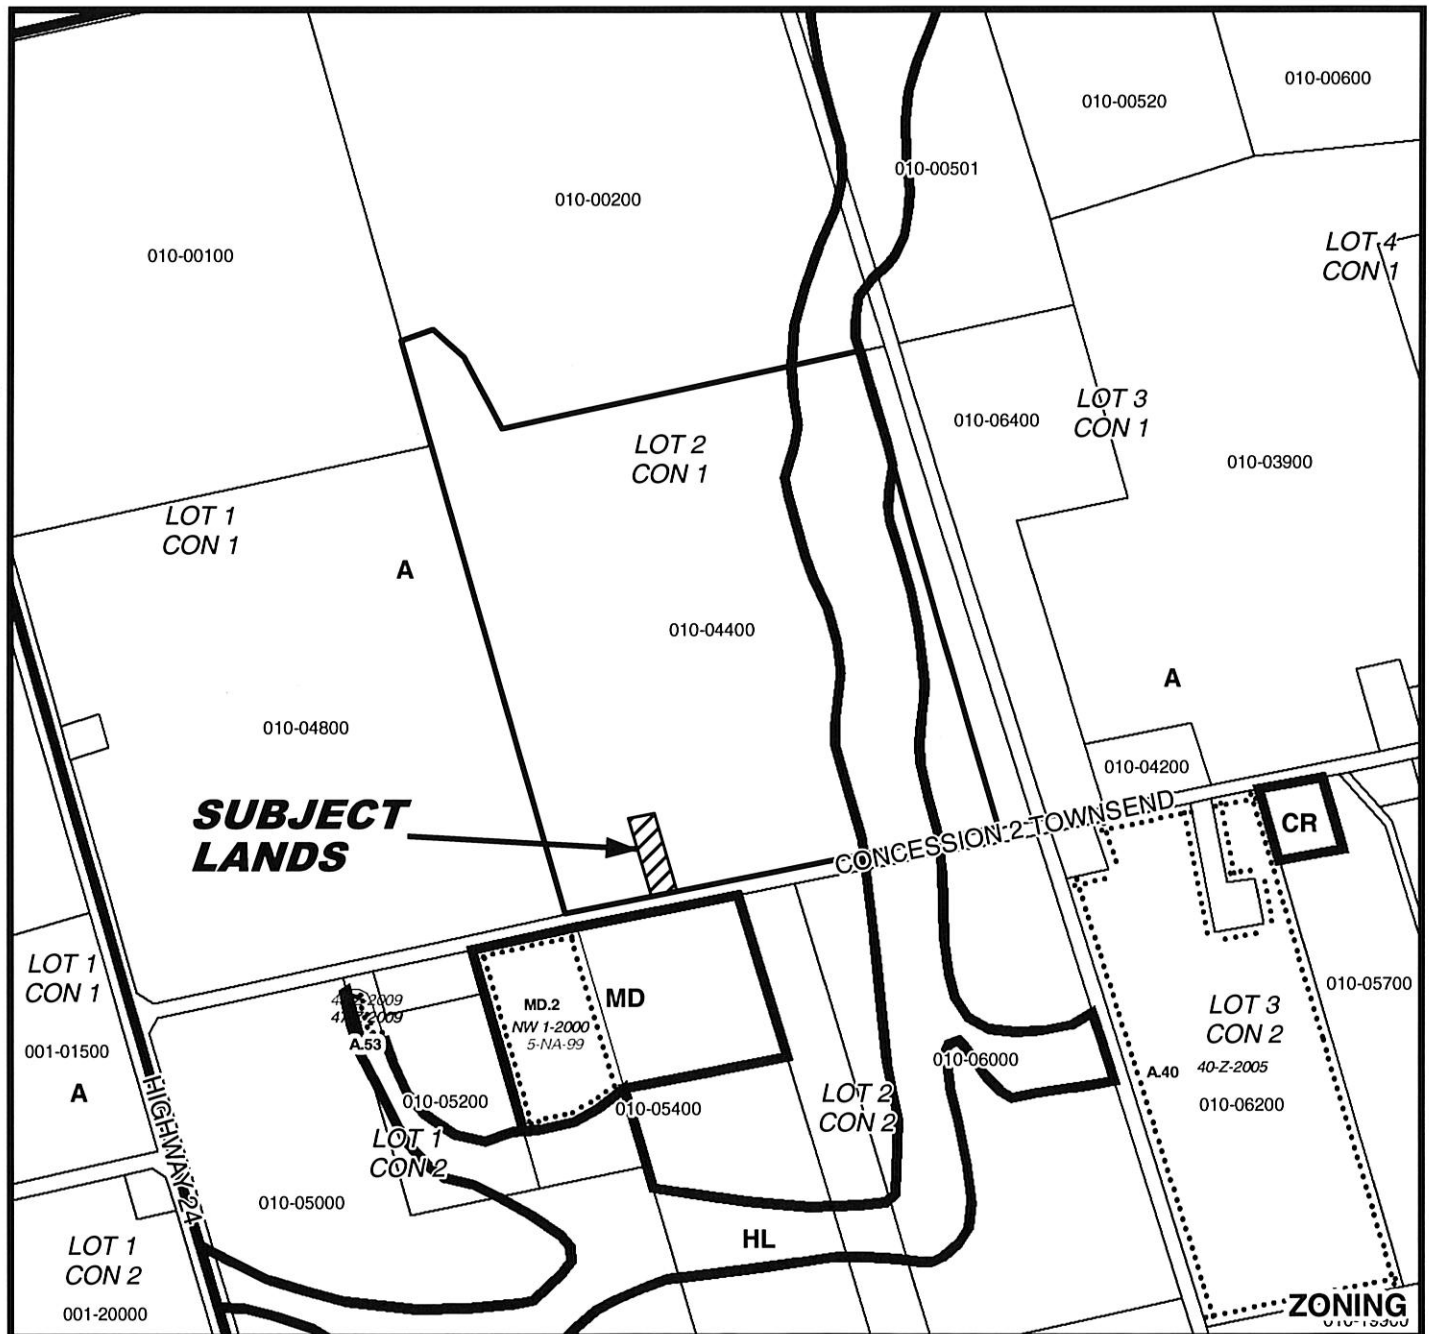 010-00600
010-00520
010-00501
010-00200
010-00100
LOT 4
CON 1
LOT 3
CON 1
010-06400
LOT 2
CON 1
010-03900
LOT 1
CON 1
A
010-04400
A
010-04800
010-04200
SUBJECT
LANDS
CONCESSION 2 TOWNSEND
CR
LOT 1
CON 1
001-01500
A
HIGHWAY 24
A.53
MD.2
NW 1-2000
5-NA-99
MD
010-05200
010-05400
LOT 1
CON 2
010-05000
LOT 2
CON 2
010-06000
LOT 3
CON 2
A.40
40-Z-2005
010-06200
010-05700
HL
LOT 1
CON 2
001-20000
ZONING